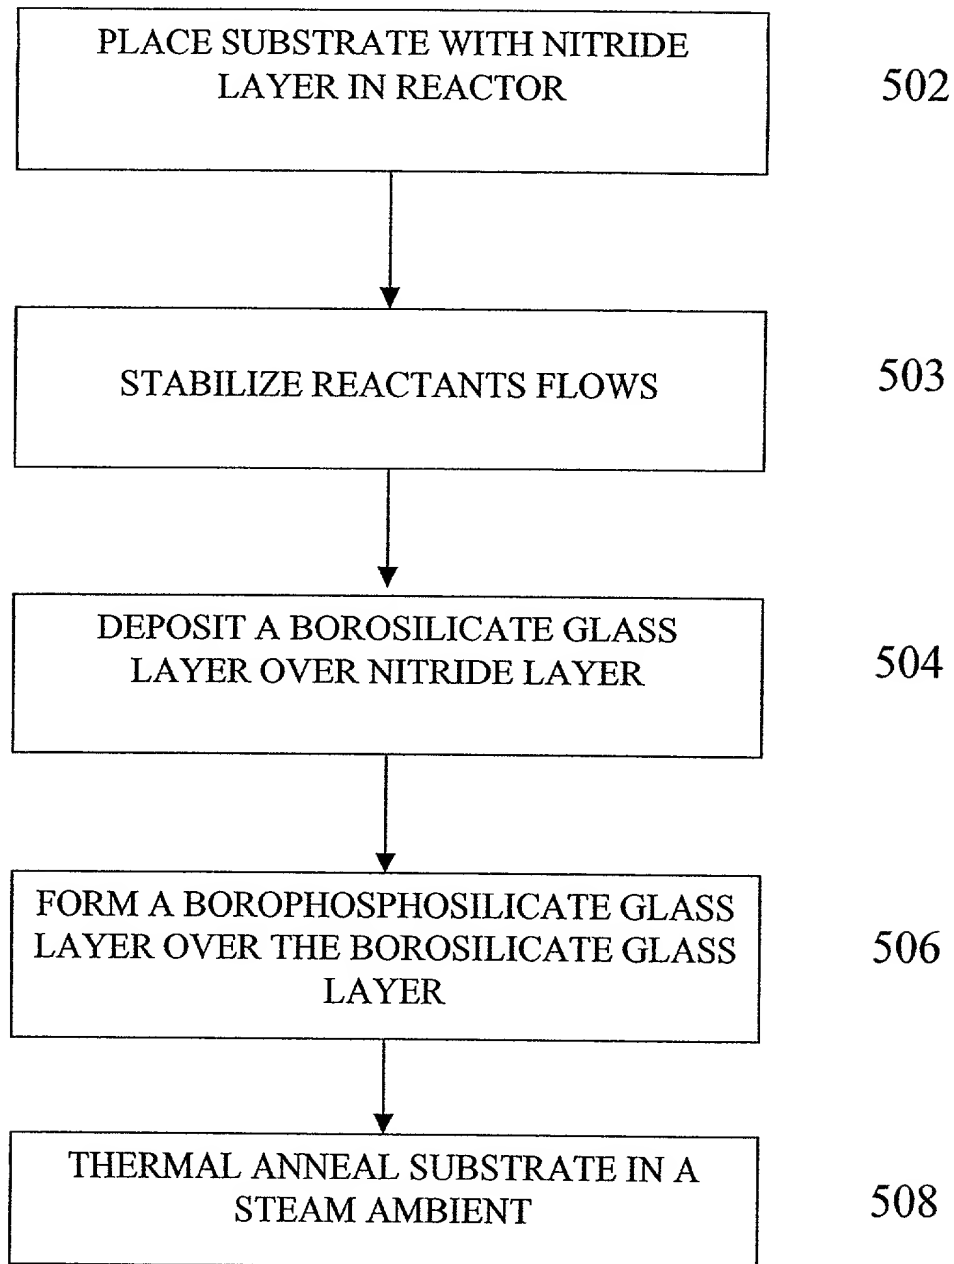 PLACE SUBSTRATE WITH NITRIDE
LAYER IN REACTOR
502
STABILIZE REACTANTS FLOWS
503
DEPOSIT A BOROSILICATE GLASS
LAYER OVER NITRIDE LAYER
504
FORM A BOROPHOSPHOSILICATE GLASS
LAYER OVER THE BOROSILICATE GLASS
LAYER
506
THERMAL ANNEAL SUBSTRATE IN A
STEAM AMBIENT
508